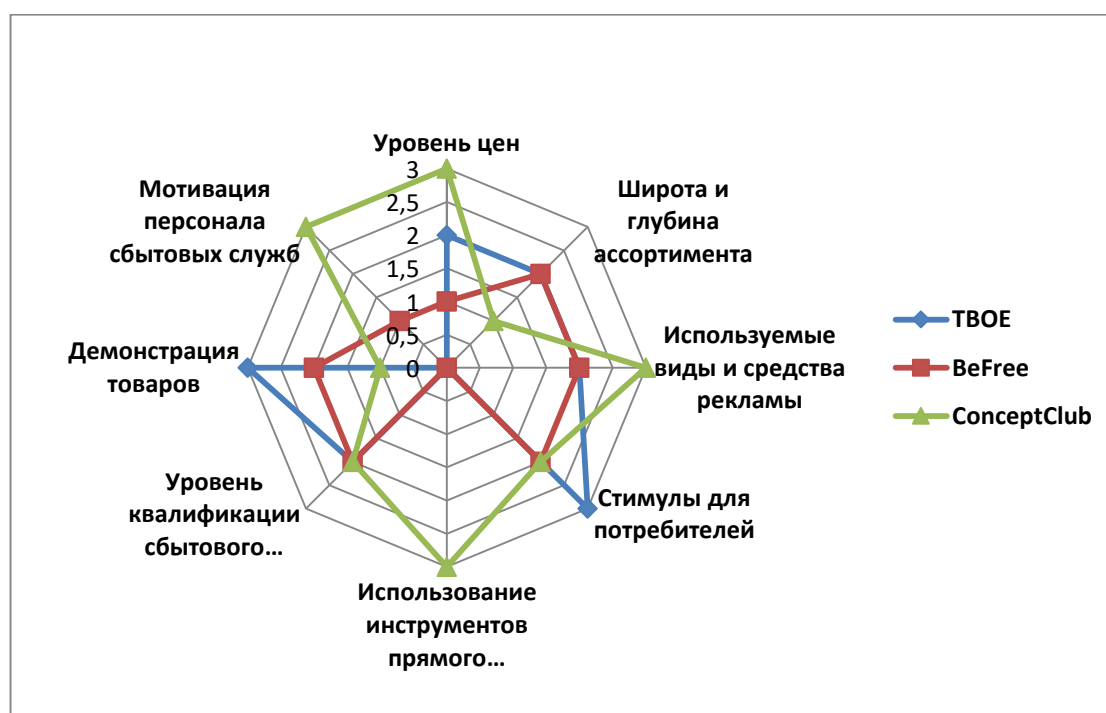 Уровень цен
3
2,5
2
1,5
1
0,5
0
Широта и
глубина
ассортимента
Используемые
виды и средства
рекламы
Стимулы для
потребителей
Использование
инструментов
прямого…
Уровень
квалификации
сбытового…
Демонстрация
товаров
Мотивация
персонала
сбытовых служб
ТВОЕ
BeFree
ConceptClub